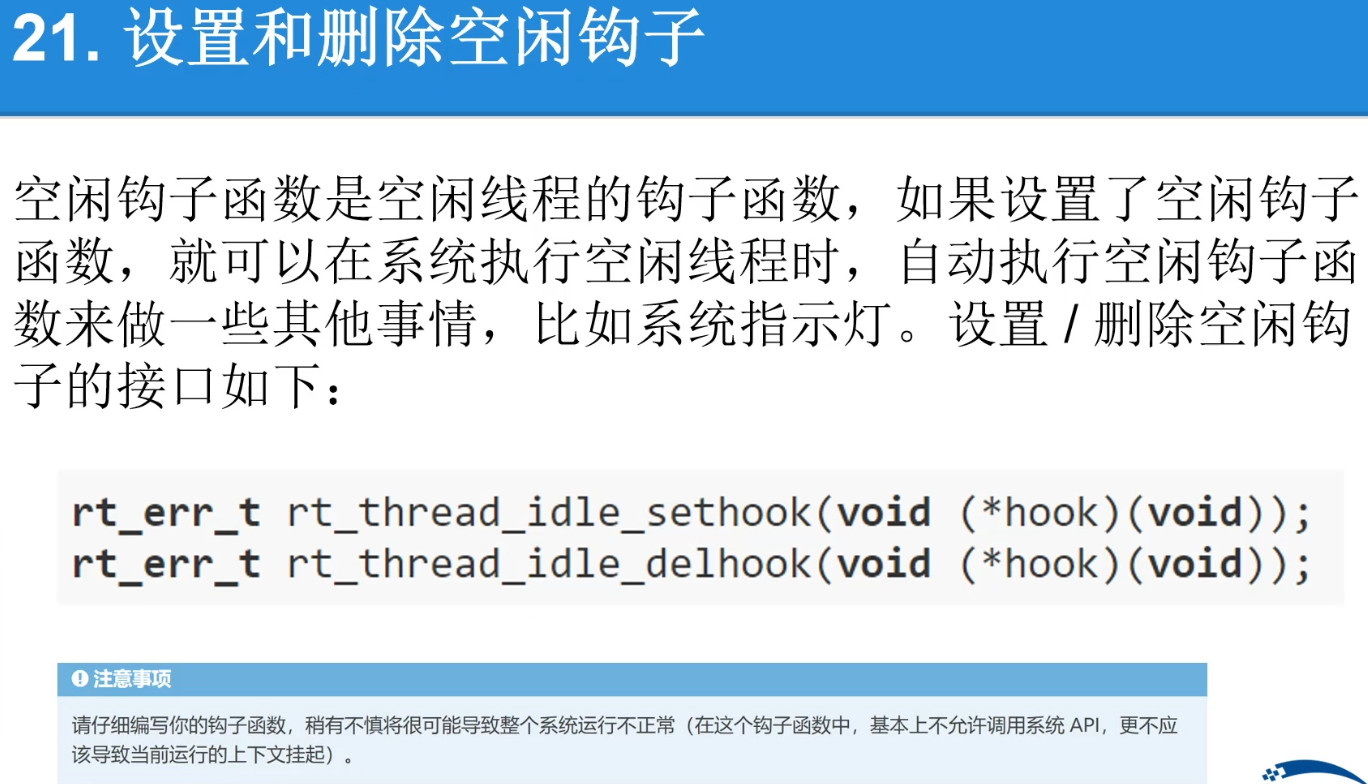 21. 设置和删除空闲钩子
空闲钩子函数是空闲线程的钩子函数，如果设置了空闲钩子
函数，就可以在系统执行空闲线程时，自动执行空闲钩子函
数来做一些其他事情，比如系统指示灯。设置 / 删除空闲钩
子的接口如下：
rt_err_t rt_thread_idle_sethook(void (*hook)(void));
rt_err_t rt_thread_idle_delhook(void (*hook)(void));
注意事项
请仔细编写你的钩子函数，稍有不慎将很可能导致整个系统运行不正常（在这个钩子函数中，基本上不允许调用系统 API，更不应
该导致当前运行的上下文挂起）。